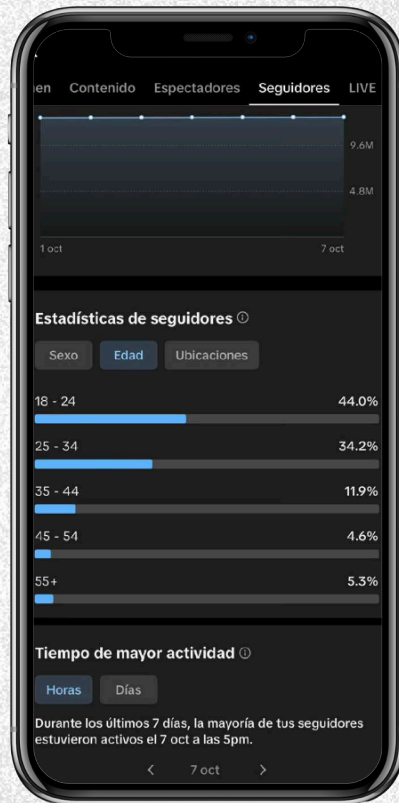 en Contenido Espectadores Seguidores LIVE
9.6M
4.8M
1 oct 7 oct
Estadísticas de seguidores
Sexo Edad Ubicaciones
18 - 24 44.0%
25 - 34 34.2%
35 - 44 11.9%
45 - 54 4.6%
55+ 5.3%
Tiempo de mayor actividad
Horas Días
Durante los últimos 7 días, la mayoría de tus seguidores
estuvieron activos el 7 oct a las 5pm.
7 oct